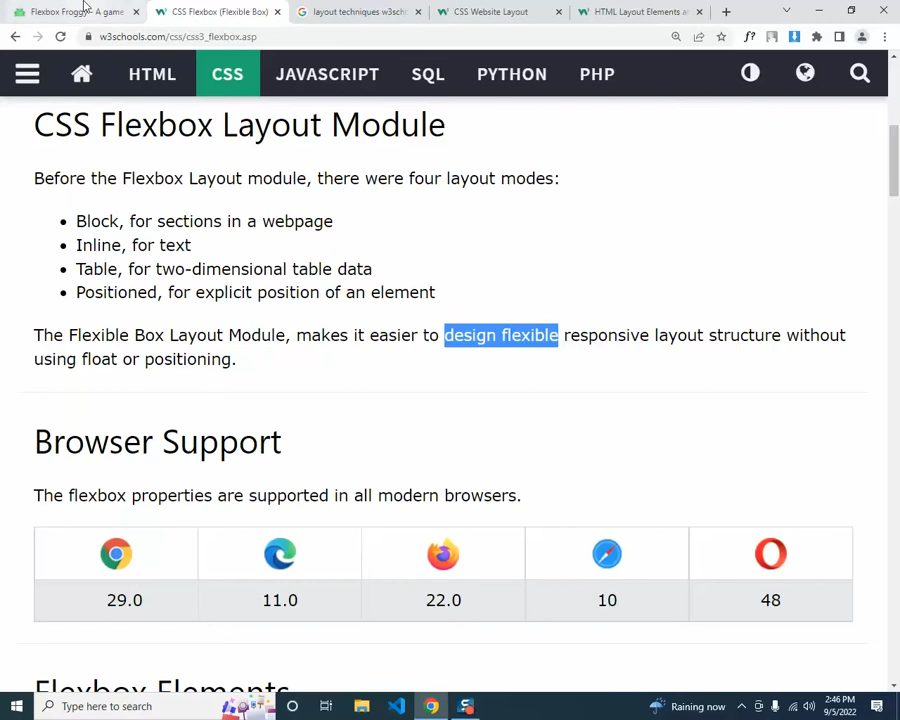 Flexbox Froggy - A game
CSS Flexbox (Flexible Box)
layout techniques w3sch
CSS Website Layout
HTML Layout Elements a
w3schools.com/css/css3_flexbox.asp
HTML
CSS
JAVASCRIPT
SQL
PYTHON
PHP
CSS Flexbox Layout Module
Before the Flexbox Layout module, there were four layout modes:
• Block, for sections in a webpage
• Inline, for text
• Table, for two-dimensional table data
• Positioned, for explicit position of an element
The Flexible Box Layout Module, makes it easier to design flexible responsive layout structure without
using float or positioning.
Browser Support
The flexbox properties are supported in all modern browsers.
29.0
11.0
22.0
10
48
Flexbox Elements
Type here to search
Raining now
2:46 PM
9/5/2022